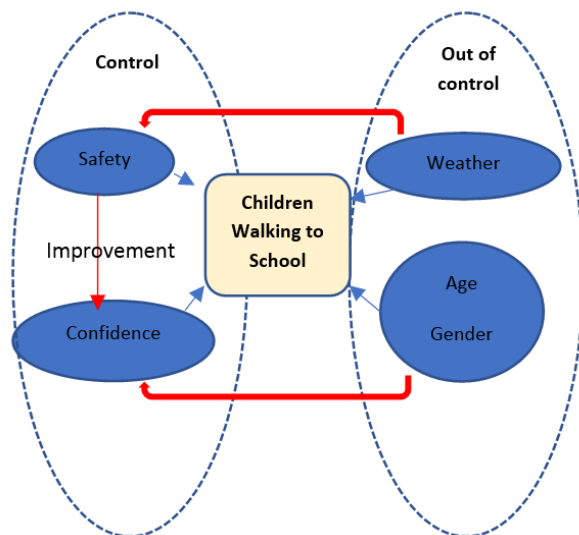 Control
Out of
control
Safety
Weather
Children
Walking to
School
Improvement
Age
Gender
Confidence